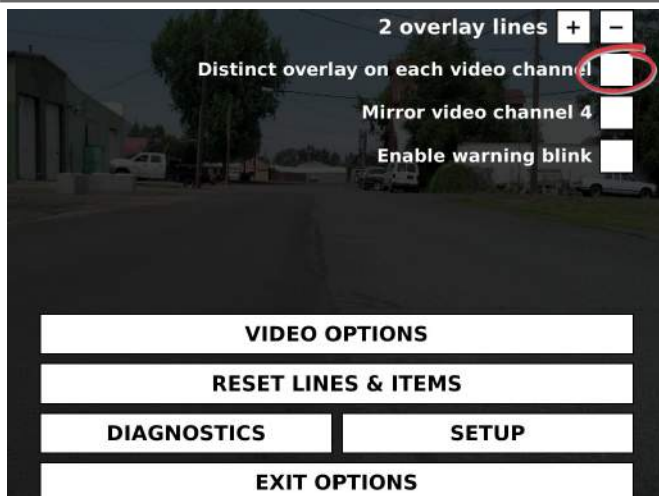 2 overlay lines + −
Distinct overlay on each video channel
Mirror video channel 4
Enable warning blink
VIDEO OPTIONS
RESET LINES & ITEMS
DIAGNOSTICS SETUP
EXIT OPTIONS